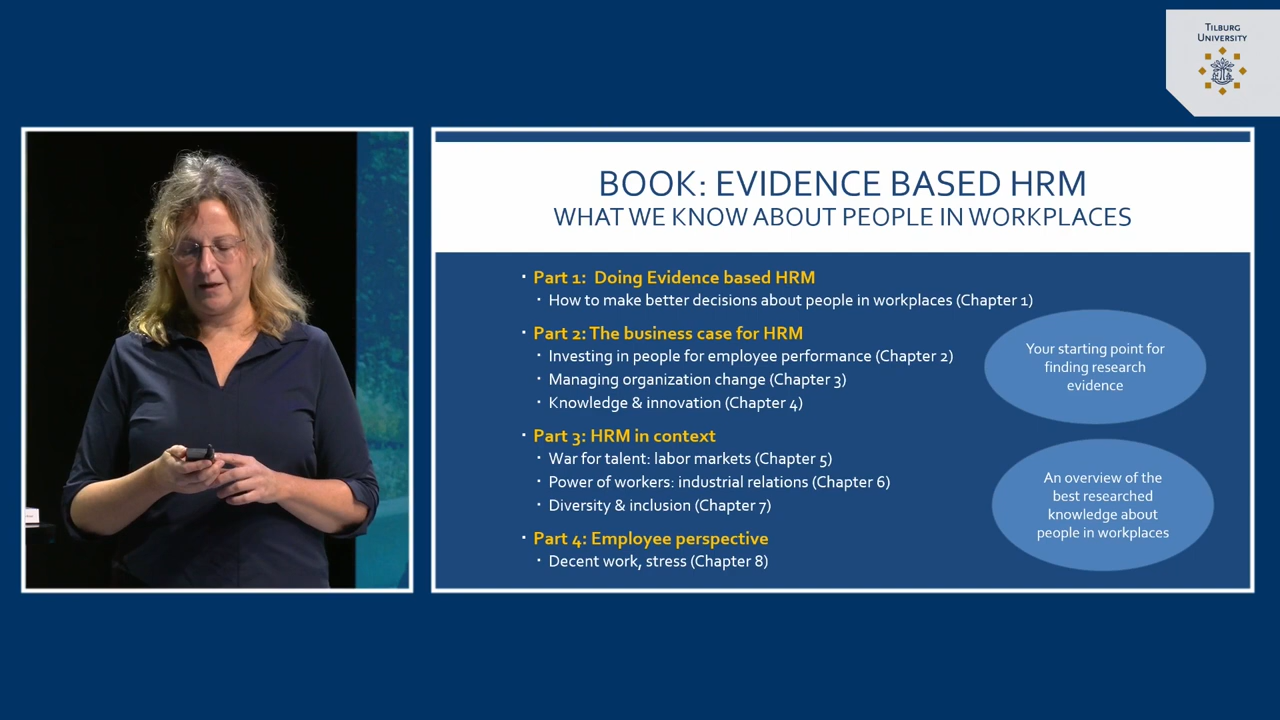 TILBURG
UNIVERSITY
BOOK: EVIDENCE BASED HRM
WHAT WE KNOW ABOUT PEOPLE IN WORKPLACES
Part 1: Doing Evidence based HRM
How to make better decisions about people in workplaces (Chapter 1)
Part 2: The business case for HRM
Investing in people for employee performance (Chapter 2)
Managing organization change (Chapter 3)
Knowledge & innovation (Chapter 4)
Part 3: HRM in context
War for talent: labor markets (Chapter 5)
Power of workers: industrial relations (Chapter 6)
Diversity & inclusion (Chapter 7)
Part 4: Employee perspective
Decent work, stress (Chapter 8)
Your starting point for
finding research
evidence
An overview of the
best researched
knowledge about
people in workplaces